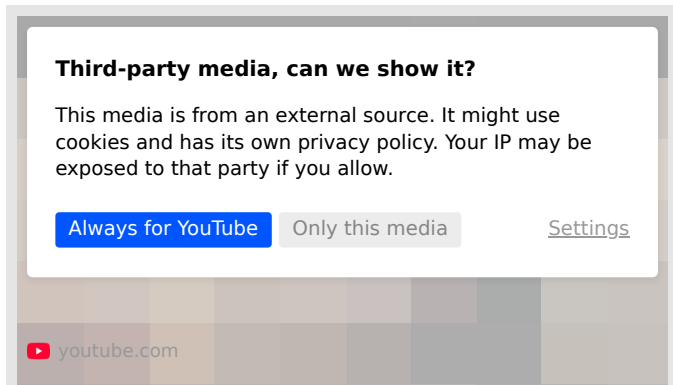 Third-party media, can we show it?
This media is from an external source. It might use
cookies and has its own privacy policy. Your IP may be
exposed to that party if you allow.
Always for YouTube Only this media Settings
youtube.com